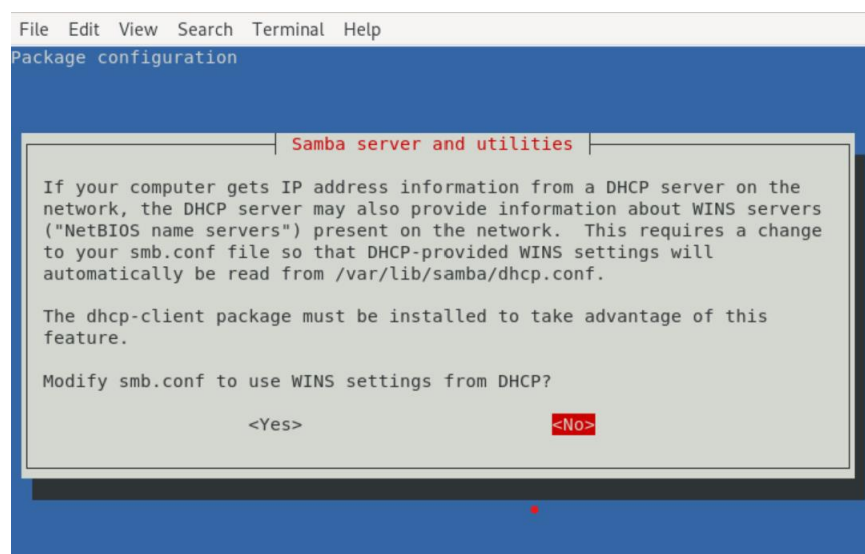 File Edit View Search Terminal Help
Package configuration
Samba server and utilities
If your computer gets IP address information from a DHCP server on the
network, the DHCP server may also provide information about WINS servers
("NetBIOS name servers") present on the network. This requires a change
to your smb.conf file so that DHCP-provided WINS settings will
automatically be read from /var/lib/samba/dhcp.conf.
The dhcp-client package must be installed to take advantage of this
feature.
Modify smb.conf to use WINS settings from DHCP?
<Yes> <No>